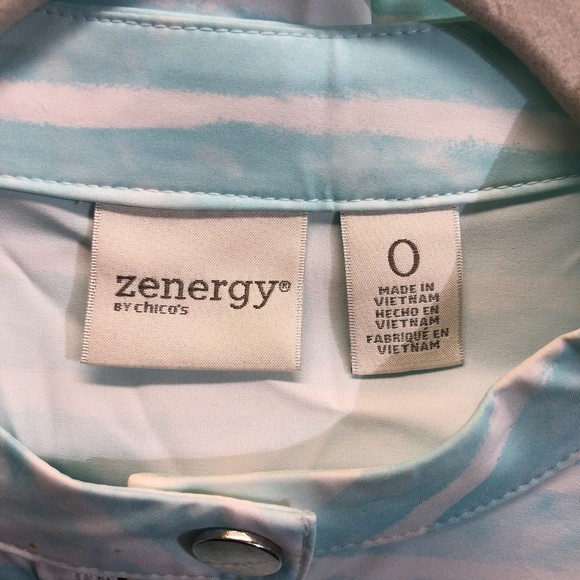 zenergy®
BY CHICO'S
0
MADE IN
VIETNAM
HECHO EN
VIETNAM
FABRIQUÉ EN
VIETNAM